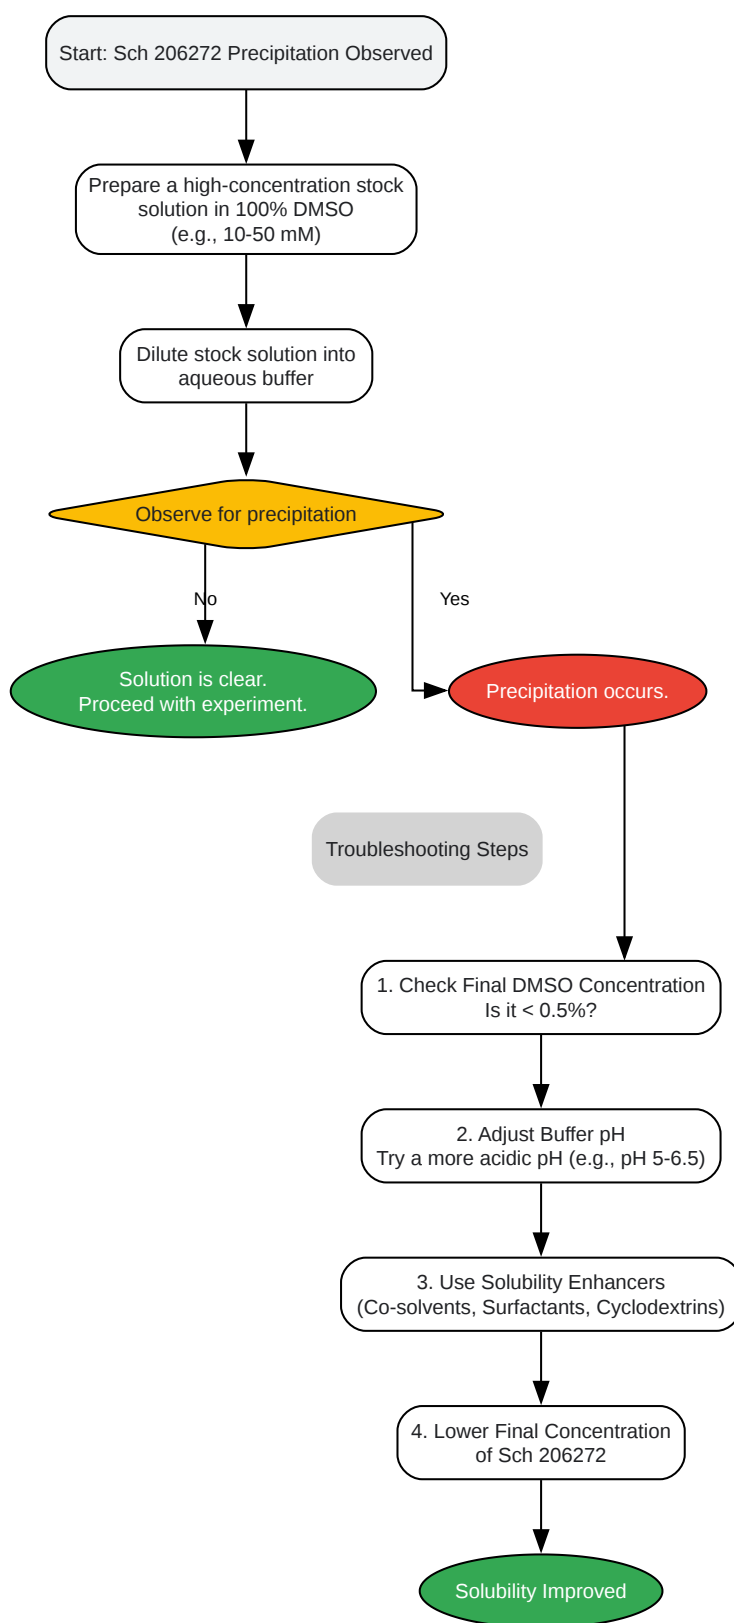 Start: Sch 206272 Precipitation Observed
Prepare a high-concentration stock
solution in 100% DMSO
(e.g., 10-50 mM)
Dilute stock solution into
aqueous buffer
Observe for precipitation
No
Yes
Solution is clear.
Proceed with experiment.
Precipitation occurs.
Troubleshooting Steps
1. Check Final DMSO Concentration
Is it < 0.5%?
2. Adjust Buffer pH
Try a more acidic pH (e.g., pH 5-6.5)
3. Use Solubility Enhancers
(Co-solvents, Surfactants, Cyclodextrins)
4. Lower Final Concentration
of Sch 206272
Solubility Improved